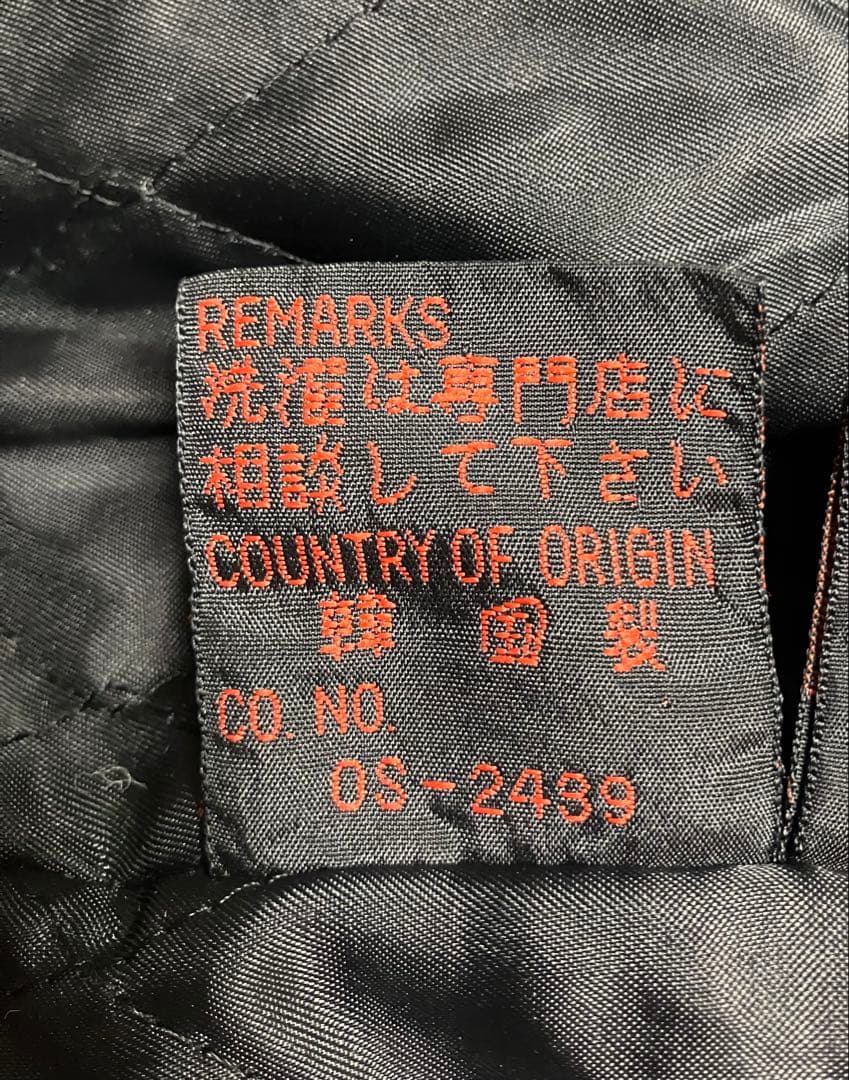 REMARKS
洗濯は専門店に
相談して下さい
COUNTRY OF ORIGIN
韓国製
CO. NO.
OS-2489